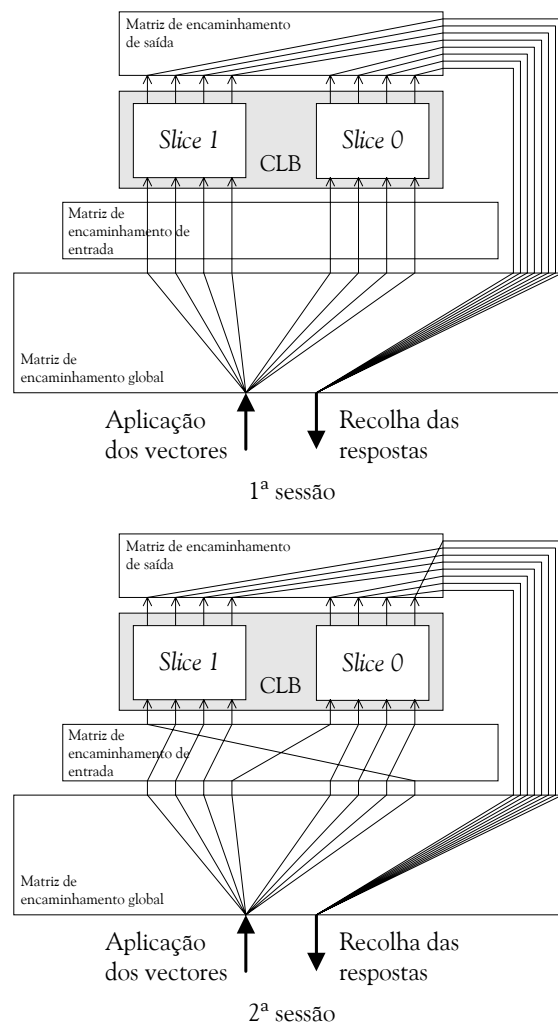 Matriz de encaminhamento
de saída
Slice 1
Slice 0
CLB
Matriz de
encaminhamento de
entrada
Matriz de
encaminhamento global
Aplicação
dos vectores
Recolha das
respostas
1ª sessão
Matriz de encaminhamento
de saída
Slice 1
Slice 0
CLB
Matriz de
encaminhamento de
entrada
Matriz de
encaminhamento global
Aplicação
dos vectores
Recolha das
respostas
2ª sessão